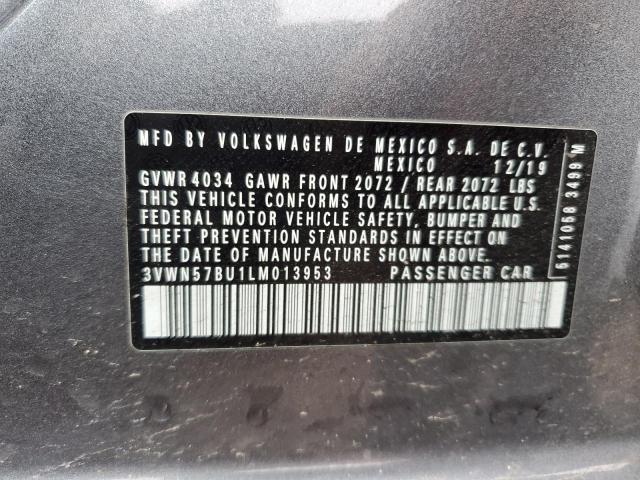 MFD BY VOLKSWAGEN DE MEXICO S.A. DE C.V.
MEXICO 12/19
GVWR 4034 GAWR FRONT 2072 / REAR 2072 LBS
THIS VEHICLE CONFORMS TO ALL APPLICABLE U.S.
FEDERAL MOTOR VEHICLE SAFETY, BUMPER AND
THEFT PREVENTION STANDARDS IN EFFECT ON
THE DATE OF MANUFACTURE SHOWN ABOVE.
3VWN57BU1LM013953 PASSENGER CAR
5141058 3499 M